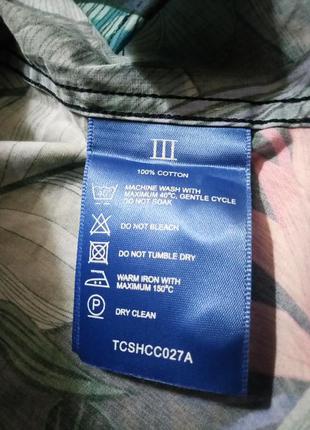 III
100% COTTON
40°
MACHINE WASH WITH
MAXIMUM 40°C, GENTLE CYCLE
DO NOT SOAK
DO NOT BLEACH
DO NOT TUMBLE DRY
WARM IRON WITH
MAXIMUM 150°C
P
DRY CLEAN
TCSHCC027A